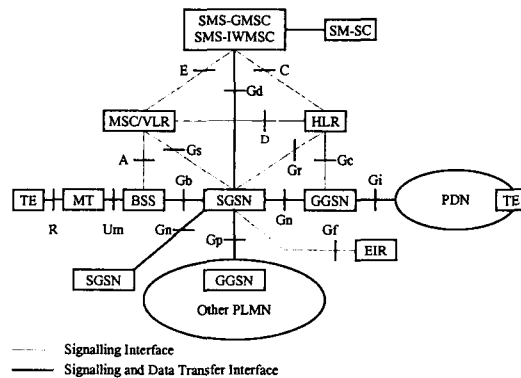 SMS-GMSC
SMS-IWMSC
SM-SC
E
C
Gd
MSC/VLR
HLR
D
Gs
Gr
Gc
A
Gb
Gi
TE
MT
BSS
SGSN
GGSN
PDN
TE
R
Um
Gn
Gn
Gp
Gf
EIR
SGSN
GGSN
Other PLMN
Signalling Interface
Signalling and Data Transfer Interface